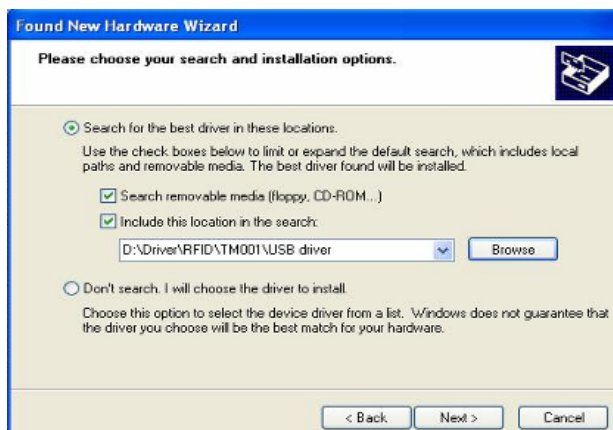 Found New Hardware Wizard
Please choose your search and installation options.
Search for the best driver in these locations.
Use the check boxes below to limit or expand the default search, which includes local
paths and removable media. The best driver found will be installed.
Search removable media (floppy, CD-ROM...)
Include this location in the search:
D:\Driver\RFID\TM001\USB driver
Browse
Don't search. I will choose the driver to install.
Choose this option to select the device driver from a list. Windows does not guarantee that
the driver you choose will be the best match for your hardware.
< Back
Next >
Cancel